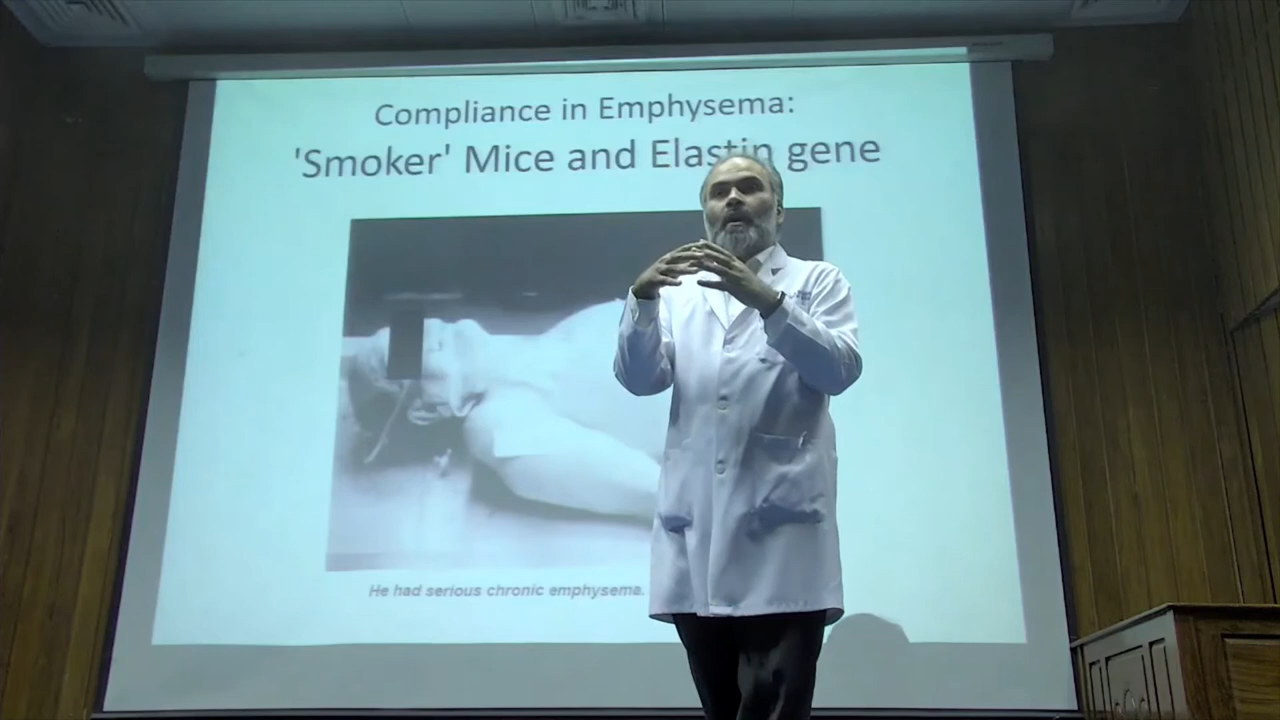 Compliance in Emphysema:
'Smoker' Mice and Elastin gene
He had serious chronic emphysema.